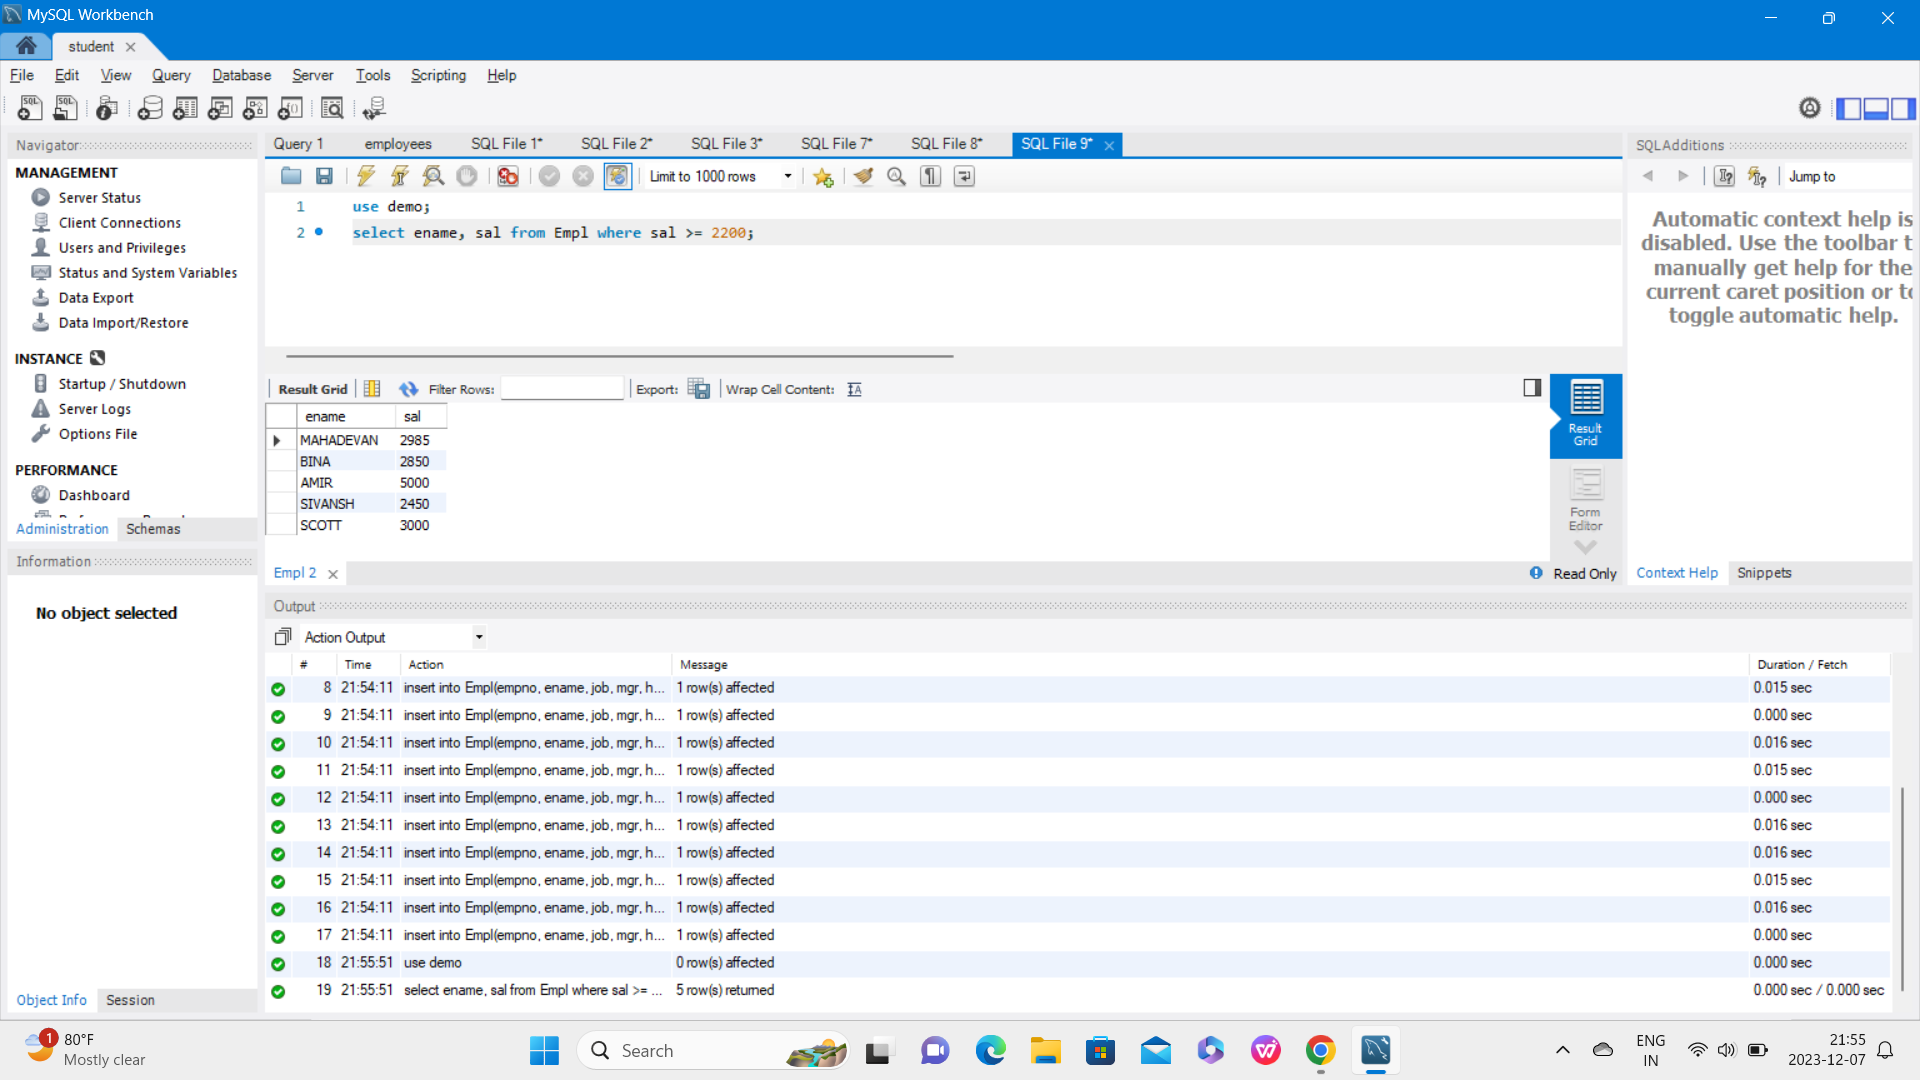 MySQL Workbench
student
File Edit View Query Database Server Tools Scripting Help
Navigator
MANAGEMENT
Server Status
Client Connections
Users and Privileges
Status and System Variables
Data Export
Data Import/Restore
INSTANCE
Startup / Shutdown
Server Logs
Options File
PERFORMANCE
Dashboard
Administration Schemas
Information
No object selected
Object Info Session
Query 1 employees SQL File 1* SQL File 2* SQL File 3* SQL File 7* SQL File 8* SQL File 9*
Limit to 1000 rows
1 use demo;
2 select ename, sal from Empl where sal >= 2200;
Result Grid Filter Rows: Export: Wrap Cell Content:
ename sal
MAHADEVAN 2985
BINA 2850
AMIR 5000
SIVANSH 2450
SCOTT 3000
Result
Grid
Form
Editor
Empl 2 Read Only
SQLAdditions
Jump to
Automatic context help is
disabled. Use the toolbar t
manually get help for the
current caret position or to
toggle automatic help.
Context Help Snippets
Output
Action Output
# Time Action Message Duration / Fetch
8 21:54:11 insert into Empl(empno, ename, job, mgr, h... 1 row(s) affected 0.015 sec
9 21:54:11 insert into Empl(empno, ename, job, mgr, h... 1 row(s) affected 0.000 sec
10 21:54:11 insert into Empl(empno, ename, job, mgr, h... 1 row(s) affected 0.016 sec
11 21:54:11 insert into Empl(empno, ename, job, mgr, h... 1 row(s) affected 0.015 sec
12 21:54:11 insert into Empl(empno, ename, job, mgr, h... 1 row(s) affected 0.000 sec
13 21:54:11 insert into Empl(empno, ename, job, mgr, h... 1 row(s) affected 0.016 sec
14 21:54:11 insert into Empl(empno, ename, job, mgr, h... 1 row(s) affected 0.016 sec
15 21:54:11 insert into Empl(empno, ename, job, mgr, h... 1 row(s) affected 0.015 sec
16 21:54:11 insert into Empl(empno, ename, job, mgr, h... 1 row(s) affected 0.016 sec
17 21:54:11 insert into Empl(empno, ename, job, mgr, h... 1 row(s) affected 0.000 sec
18 21:55:51 use demo 0 row(s) affected 0.000 sec
19 21:55:51 select ename, sal from Empl where sal >= ... 5 row(s) returned 0.000 sec / 0.000 sec
1
80°F
Mostly clear
Search
ENG
IN
21:55
2023-12-07